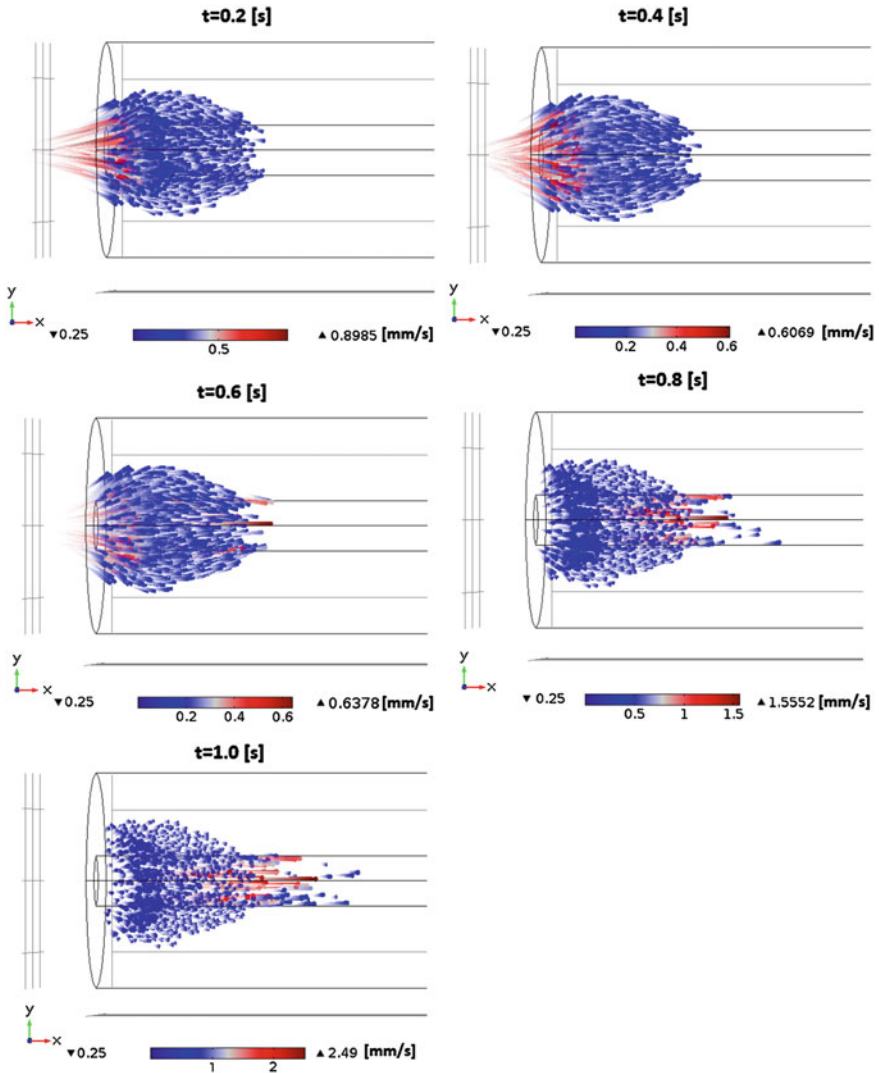 t=0.2 [s]
y
x
▼0.25
0.5
▲0.8985 [mm/s]
t=0.4 [s]
y
x
▼0.25
0.2 0.4 0.6
▲0.6069 [mm/s]
t=0.6 [s]
y
x
▼0.25
0.2 0.4 0.6
▲0.6378 [mm/s]
t=0.8 [s]
y
x
▼0.25
0.5 1 1.5
▲1.5552 [mm/s]
t=1.0 [s]
y
x
▼0.25
1 2
▲2.49 [mm/s]